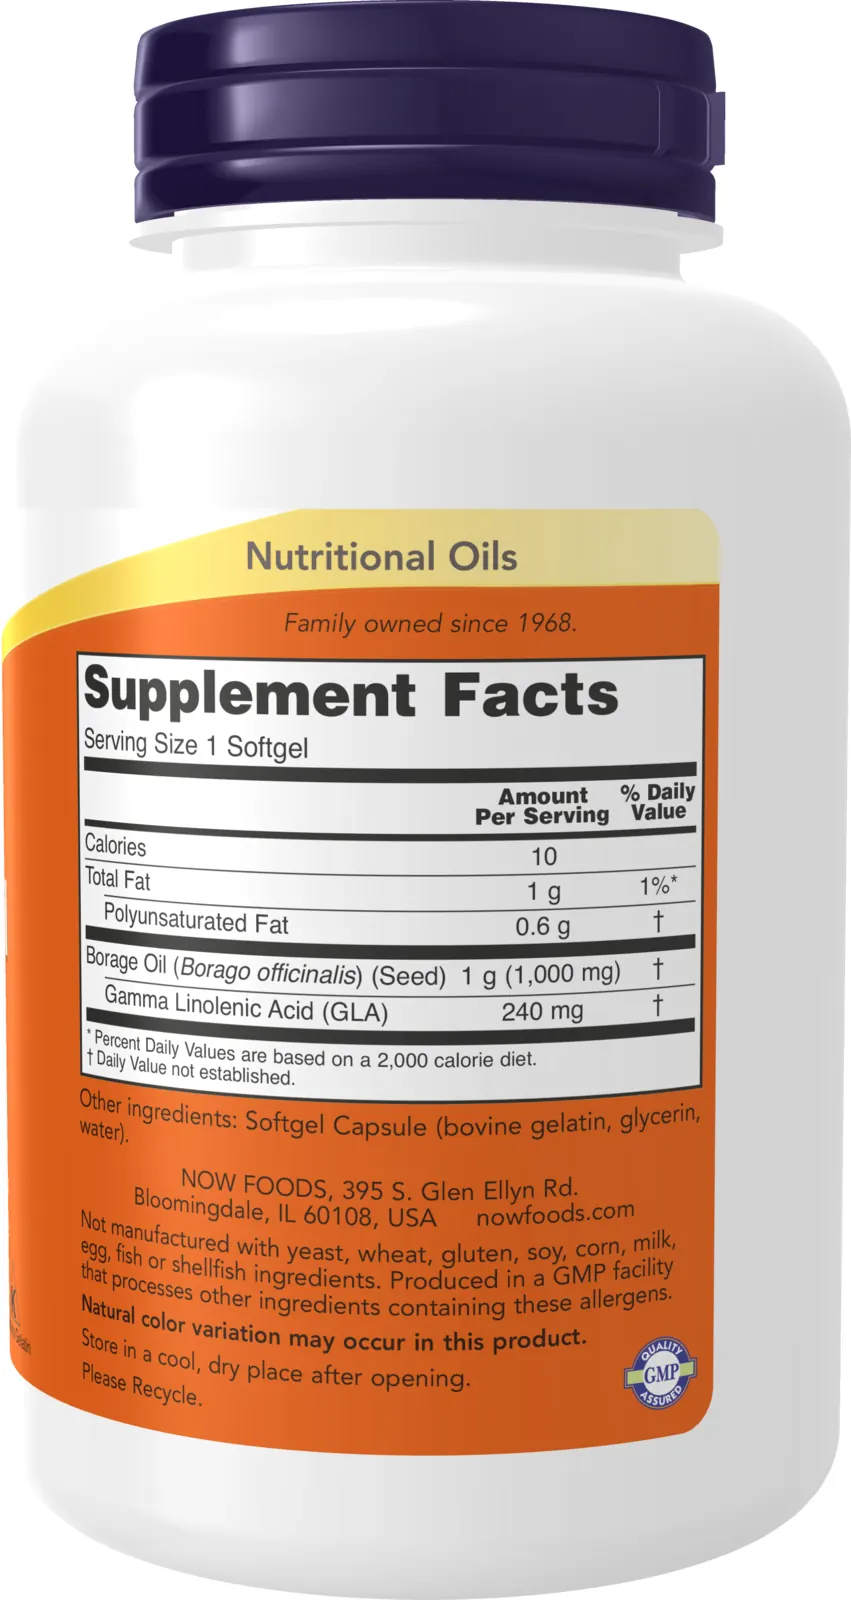 Nutritional Oils
Family owned since 1968.
Supplement Facts
Serving Size 1 Softgel
Amount Per Serving % Daily Value
Calories 10
Total Fat 1 g 1%*
Polyunsaturated Fat 0.6 g †
Borage Oil (Borago officinalis) (Seed) 1 g (1,000 mg) †
Gamma Linolenic Acid (GLA) 240 mg †
* Percent Daily Values are based on a 2,000 calorie diet.
† Daily Value not established.
Other ingredients: Softgel Capsule (bovine gelatin, glycerin,
water).
NOW FOODS, 395 S. Glen Ellyn Rd.
Bloomingdale, IL 60108, USA nowfoods.com
Not manufactured with yeast, wheat, gluten, soy, corn, milk,
egg, fish or shellfish ingredients. Produced in a GMP facility
that processes other ingredients containing these allergens.
Natural color variation may occur in this product.
Store in a cool, dry place after opening.
Please Recycle.
QUALITY
GMP
ASSURED